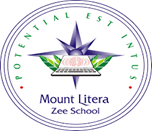 POTENTIAL EST INTUS
Mount Litera
Zee School